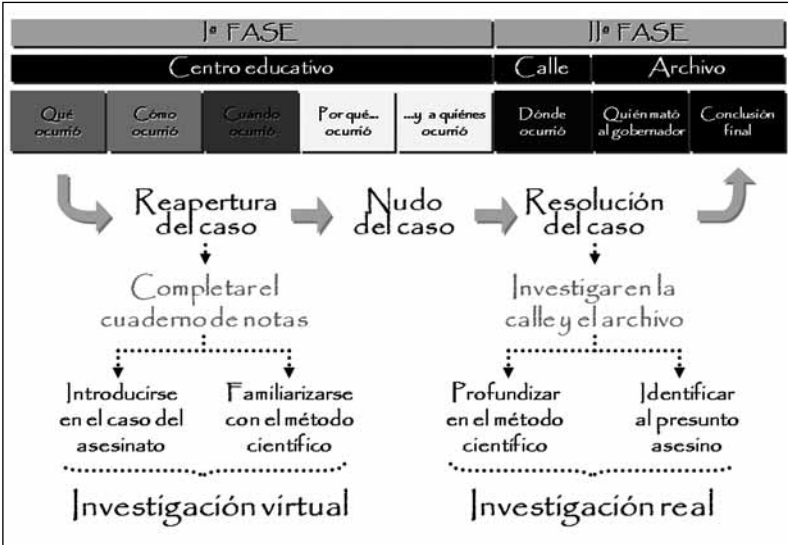 Iª FASE IIª FASE
Centro educativo Calle Archivo
Qué ocurrió
Cómo ocurrió
Cuándo ocurrió
Por qué... ocurrió
...y a quiénes ocurrió
Dónde ocurrió
Quién mató al gobernador
Conclusión final
Reapertura
del caso
Nudo
del caso
Resolución
del caso
Completar el
cuaderno de notas
Investigar en la
calle y el archivo
Introducirse
en el caso del
asesinato
Familiarizarse
con el método
científico
Profundizar
en el método
científico
Identificar
al presunto
asesino
Investigación virtual
Investigación real